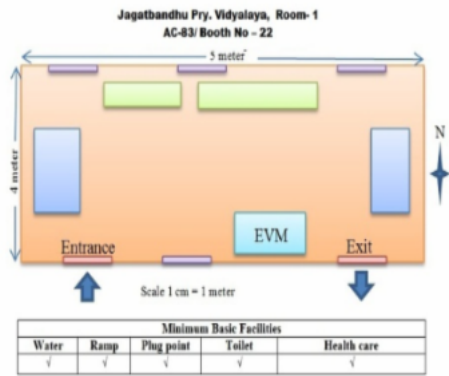 Jagatbandhu Pry. Vidyalaya, Room- 1
AC-83/ Booth No – 22
5 meter
4 meter
N
EVM
Entrance
Exit
Scale 1 cm = 1 meter
Minimum Basic Facilities
Water Ramp Plug point Toilet Health care
√ √ √ √ √